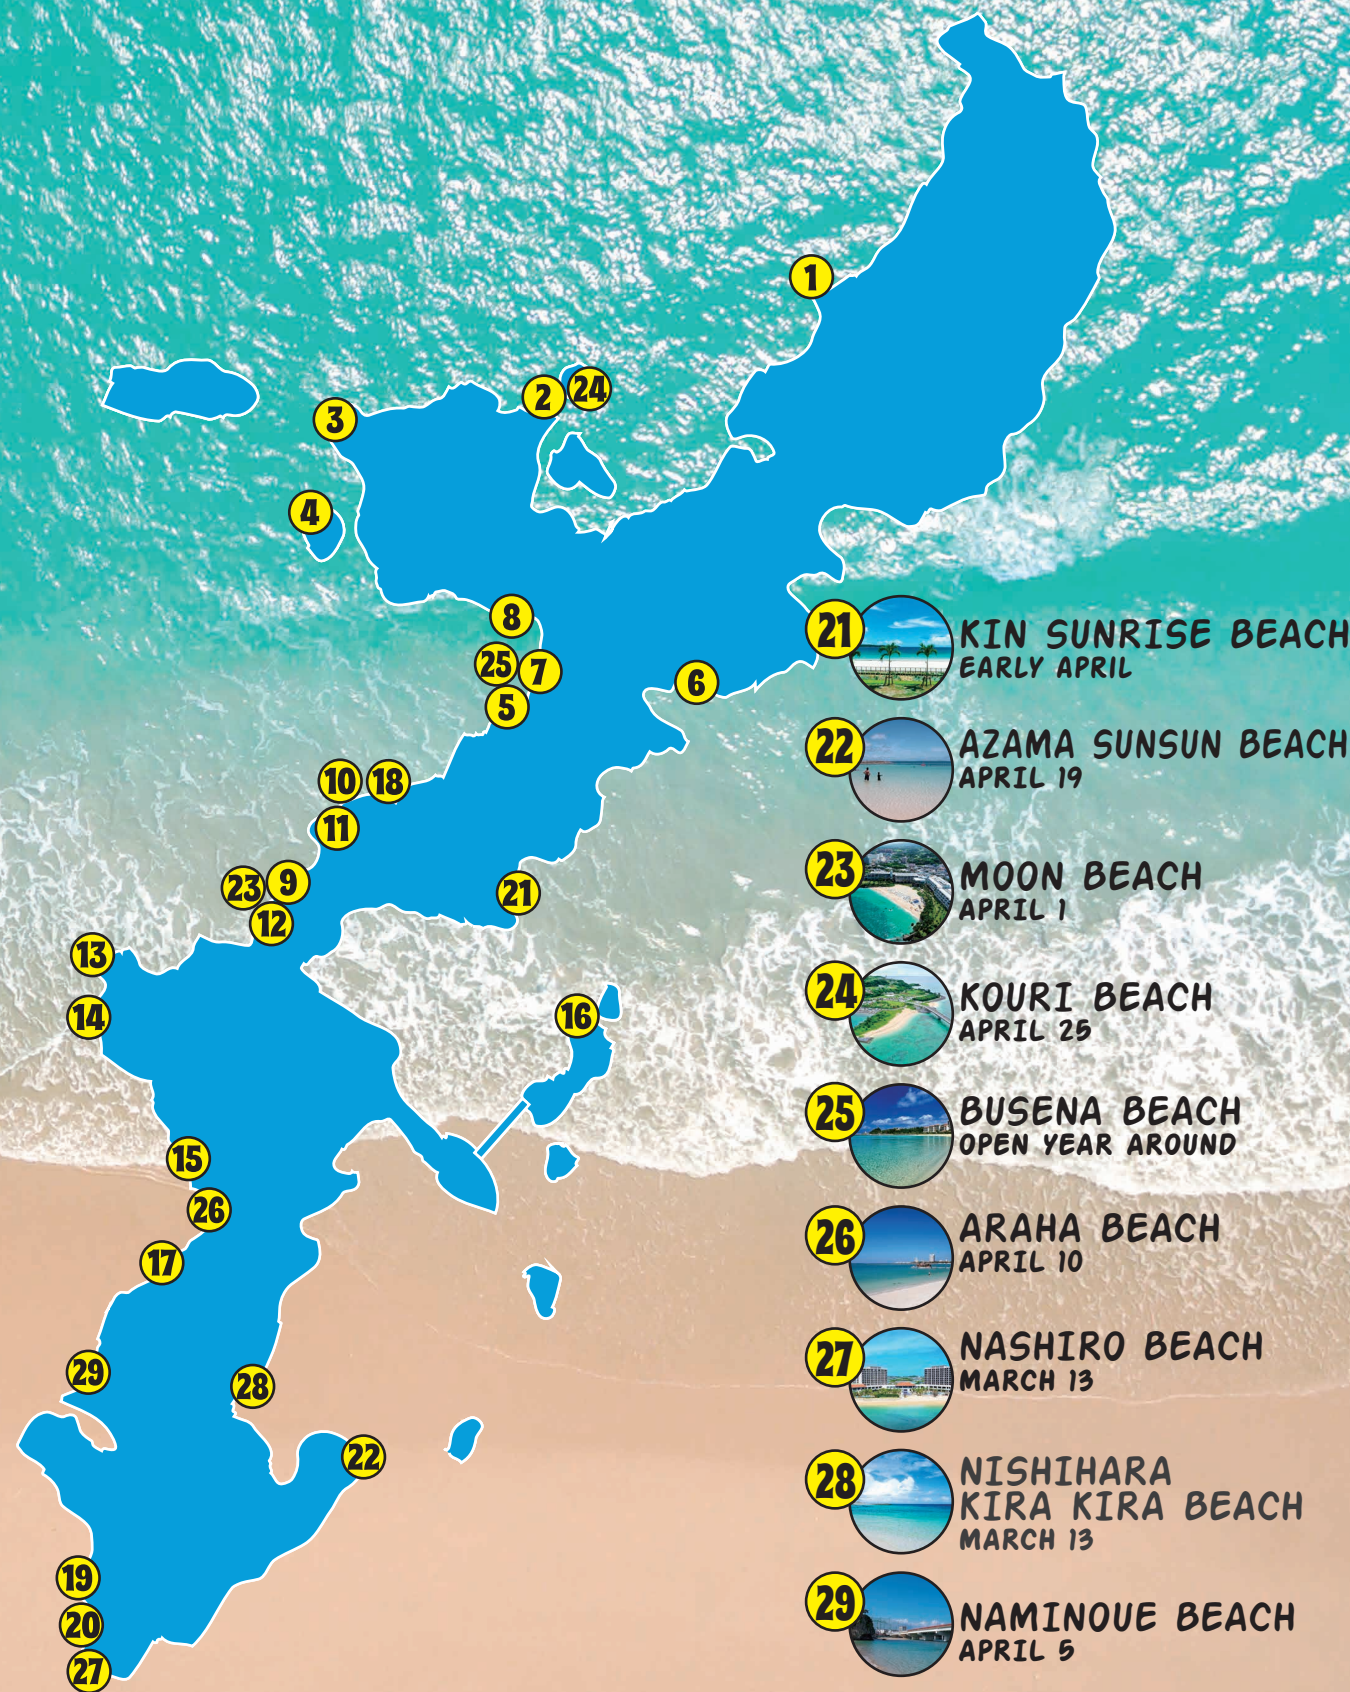 1
2
24
3
4
8
25
7
5
6
10
18
11
23
9
12
21
13
14
16
15
26
17
29
28
22
19
20
27
21
KIN SUNRISE BEACH
EARLY APRIL
22
AZAMA SUNSUN BEACH
APRIL 19
23
MOON BEACH
APRIL 1
24
KOURI BEACH
APRIL 25
25
BUSENA BEACH
OPEN YEAR AROUND
26
ARAHA BEACH
APRIL 10
27
NASHIRO BEACH
MARCH 13
28
NISHIHARA
KIRA KIRA BEACH
MARCH 13
29
NAMINOUE BEACH
APRIL 5